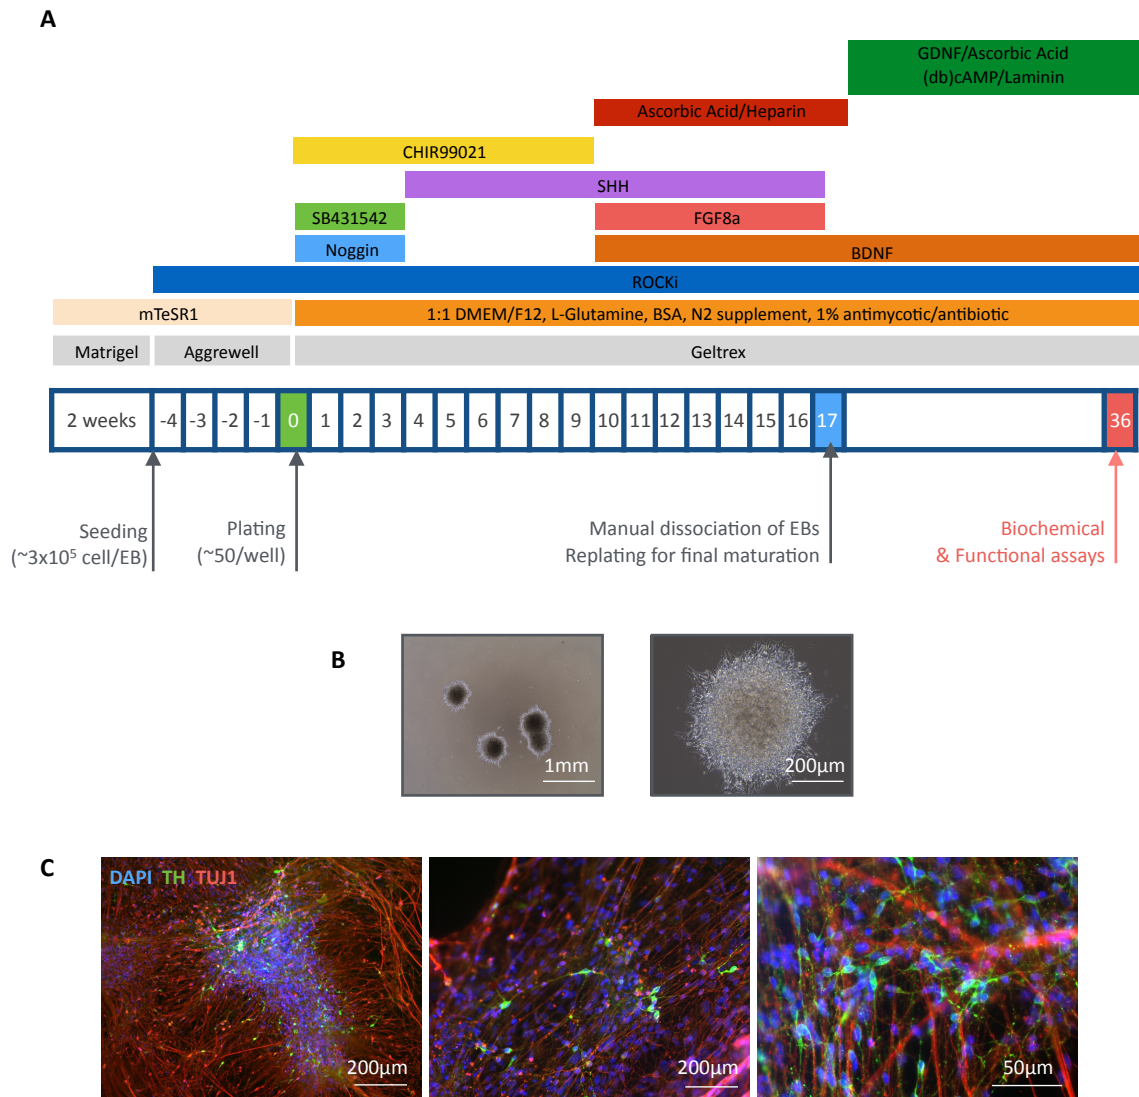 A
GDNF/Ascorbic Acid
(db)cAMP/Laminin
Ascorbic Acid/Heparin
CHIR99021
SHH
SB431542
FGF8a
Noggin
BDNF
ROCKi
mTeSR1
1:1 DMEM/F12, L-Glutamine, BSA, N2 supplement, 1% antimycotic/antibiotic
Matrigel
Aggrewell
Geltrex
2 weeks -4 -3 -2 -1 0 1 2 3 4 5 6 7 8 9 10 11 12 13 14 15 16 17 36
Seeding
(~3x10⁵ cell/EB)
Plating
(~50/well)
Manual dissociation of EBs
Replating for final maturation
Biochemical
& Functional assays
B
1mm
200µm
C
DAPI TH TUJ1
200µm
200µm
50µm